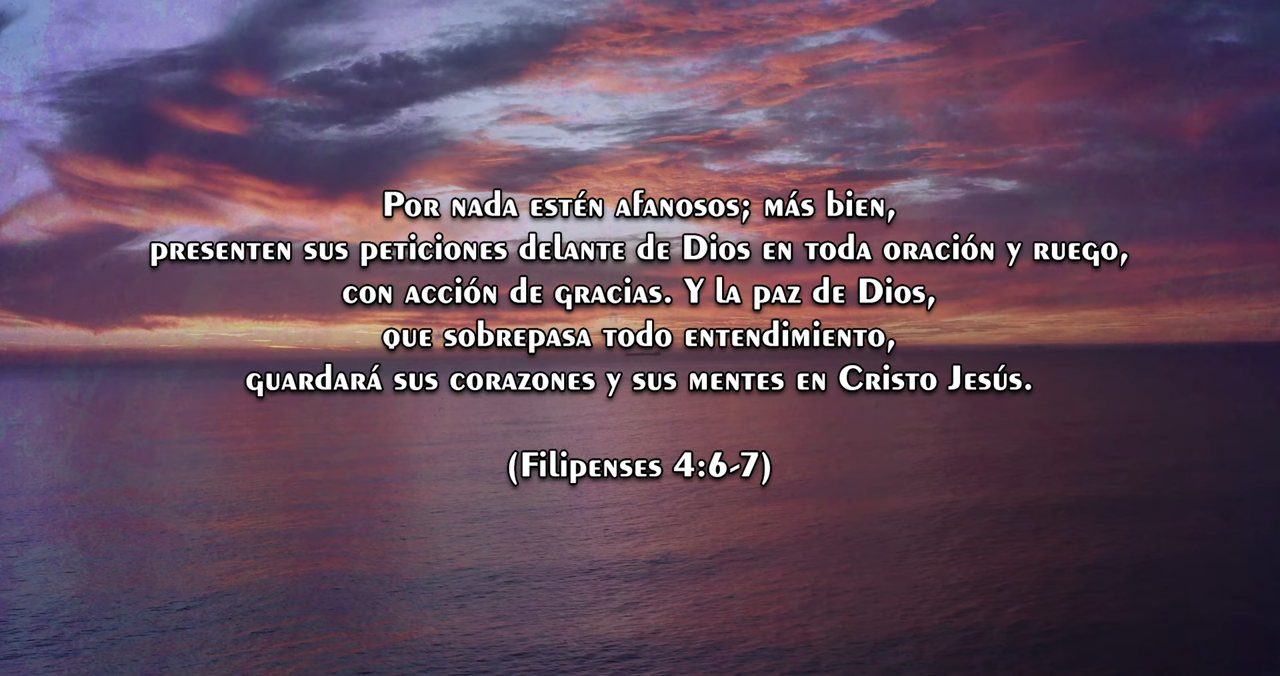 Por nada estén afanosos; más bien,
presenten sus peticiones delante de Dios en toda oración y ruego,
con acción de gracias. Y la paz de Dios,
que sobrepasa todo entendimiento,
guardará sus corazones y sus mentes en Cristo Jesús.
(Filipenses 4:6-7)